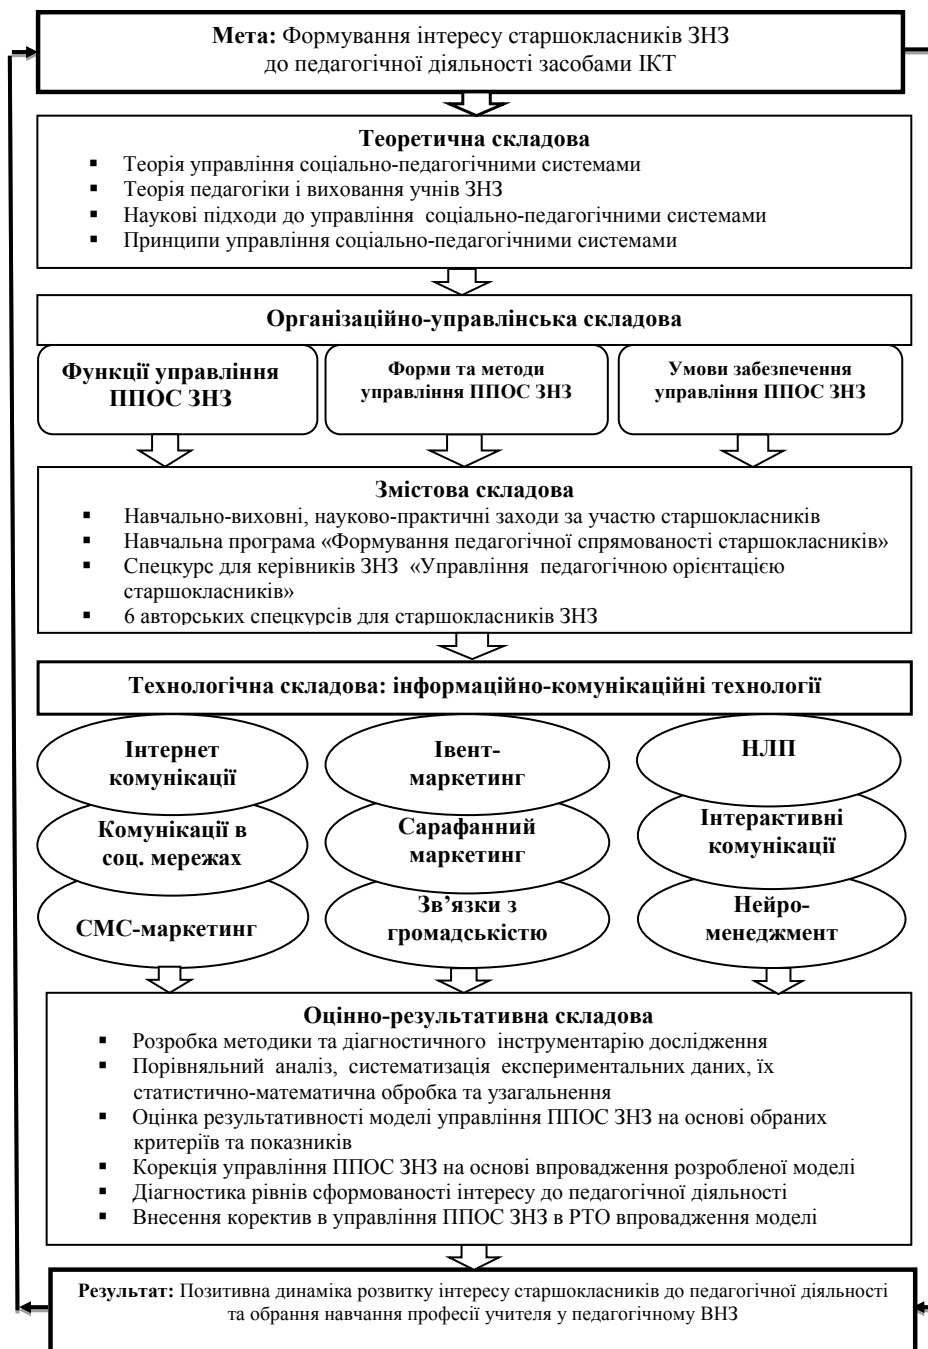 Мета: Формування інтересу старшокласників ЗНЗ
до педагогічної діяльності засобами ІКТ
Теоретична складова
▪ Теорія управління соціально-педагогічними системами
▪ Теорія педагогіки і виховання учнів ЗНЗ
▪ Наукові підходи до управління соціально-педагогічними системами
▪ Принципи управління соціально-педагогічними системами
Організаційно-управлінська складова
Функції управління
ППОС ЗНЗ
Форми та методи
управління ППОС ЗНЗ
Умови забезпечення
управління ППОС ЗНЗ
Змістова складова
▪ Навчально-виховні, науково-практичні заходи за участю старшокласників
▪ Навчальна програма «Формування педагогічної спрямованості старшокласників»
▪ Спецкурс для керівників ЗНЗ «Управління педагогічною орієнтацією
старшокласників»
▪ 6 авторських спецкурсів для старшокласників ЗНЗ
Технологічна складова: інформаційно-комунікаційні технології
Інтернет
комунікації
Комунікації в
соц. мережах
СМС-маркетинг
Івент-
маркетинг
Сарафанний
маркетинг
Зв’язки з
громадськістю
НЛП
Інтерактивні
комунікації
Нейро-
менеджмент
Оцінно-результативна складова
▪ Розробка методики та діагностичного інструментарію дослідження
▪ Порівняльний аналіз, систематизація експериментальних даних, їх
статистично-математична обробка та узагальнення
▪ Оцінка результативності моделі управління ППОС ЗНЗ на основі обраних
критеріїв та показників
▪ Корекція управління ППОС ЗНЗ на основі впровадження розробленої моделі
▪ Діагностика рівнів сформованості інтересу до педагогічної діяльності
▪ Внесення коректив в управління ППОС ЗНЗ в РТО впровадження моделі
Результат: Позитивна динаміка розвитку інтересу старшокласників до педагогічної діяльності
та обрання навчання професії учителя у педагогічному ВНЗ